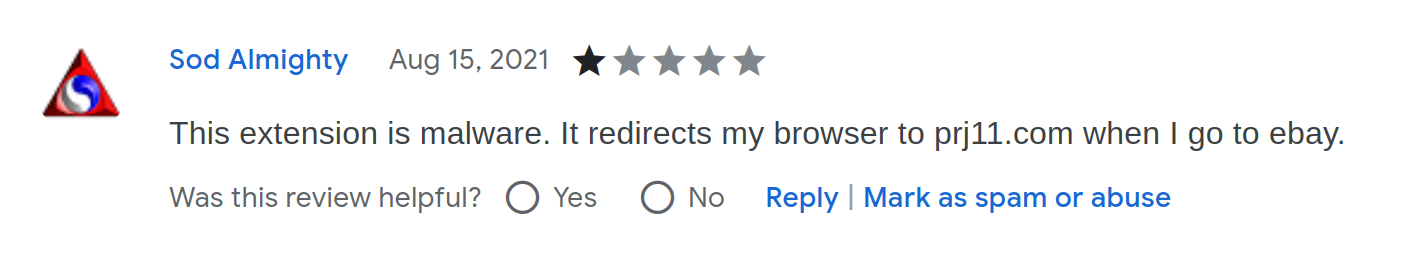 Sod Almighty Aug 15, 2021
This extension is malware. It redirects my browser to prj11.com when I go to ebay.
Was this review helpful? Yes No Reply | Mark as spam or abuse